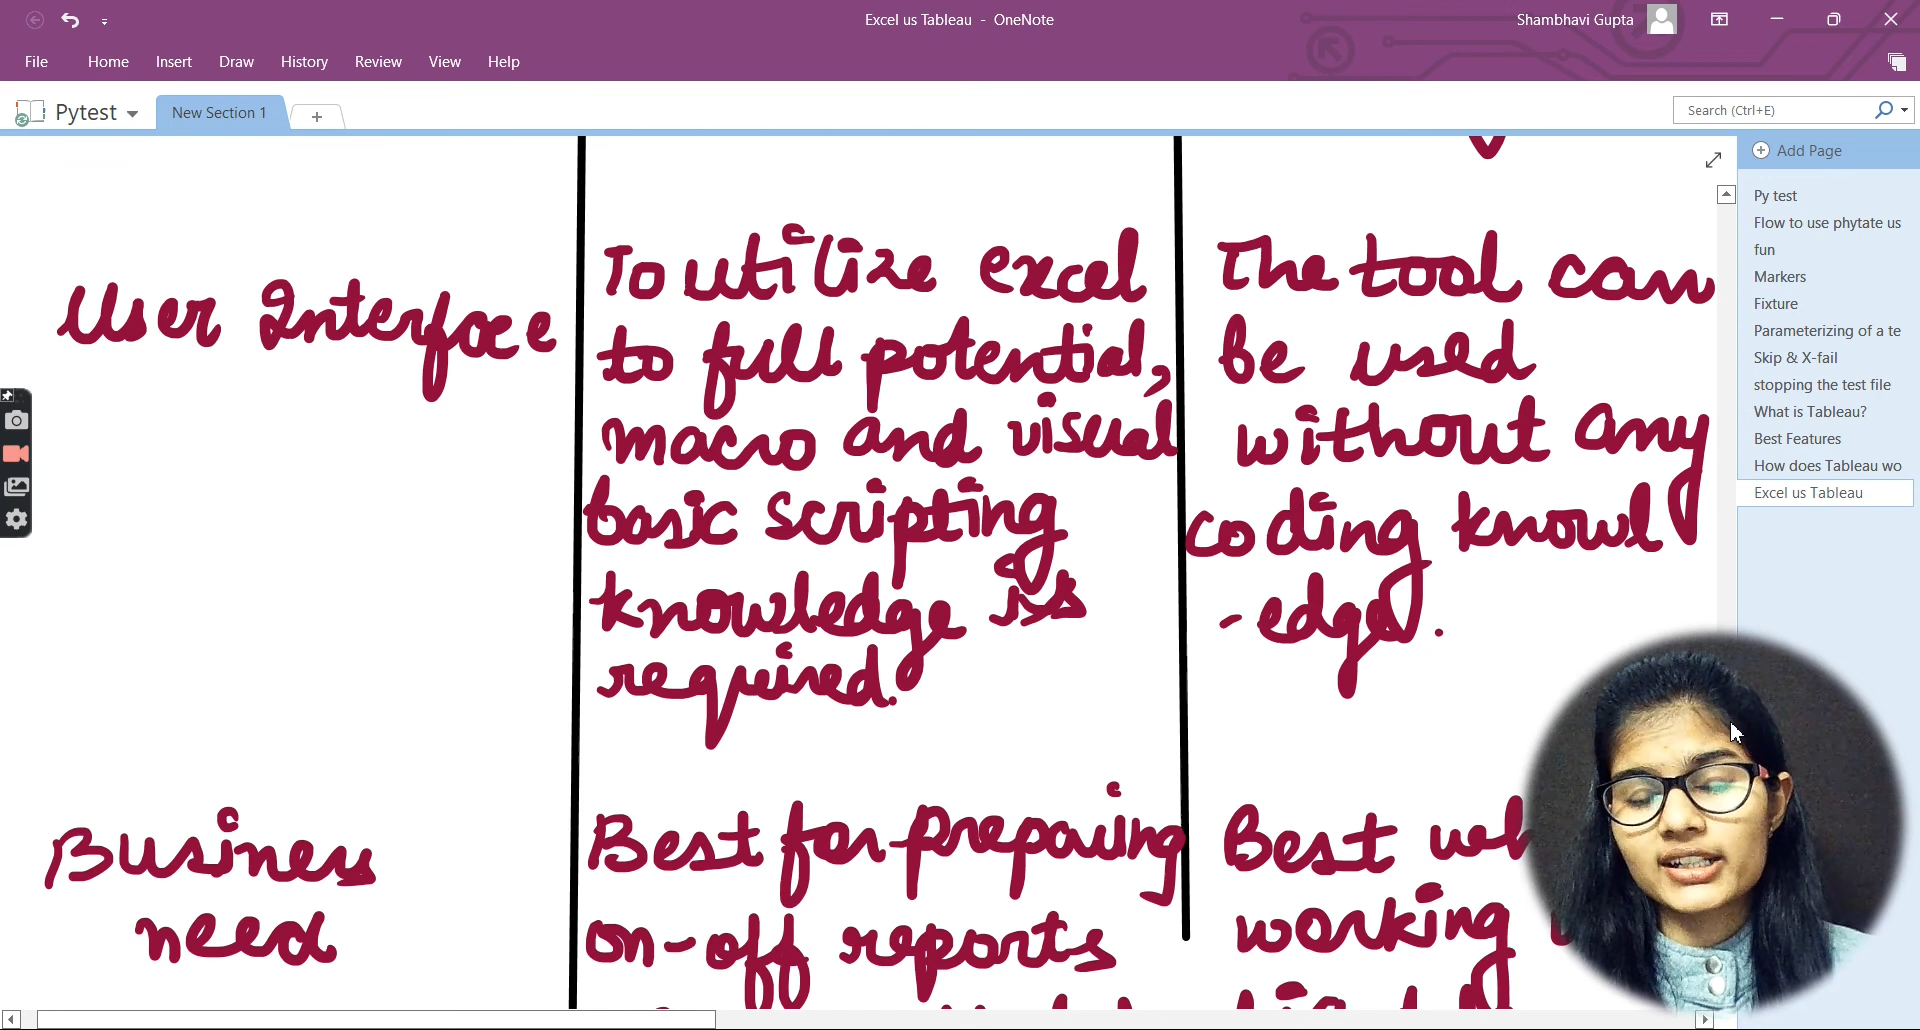 Excel us Tableau - OneNote
Shambhavi Gupta
File Home Insert Draw History Review View Help
Pytest
New Section 1
+
Search (Ctrl+E)
Add Page
Py test
Flow to use phytate us
fun
Markers
Fixture
Parameterizing of a te
Skip & X-fail
stopping the test file
What is Tableau?
Best Features
How does Tableau wo
Excel us Tableau
User Interface
To utilize excel
to full potential,
macro and visual
basic scripting
knowledge is
required.
The tool can
be used
without any
coding knowl
-edge.
Business
need
Best for preparing
on-off reports
Best
working